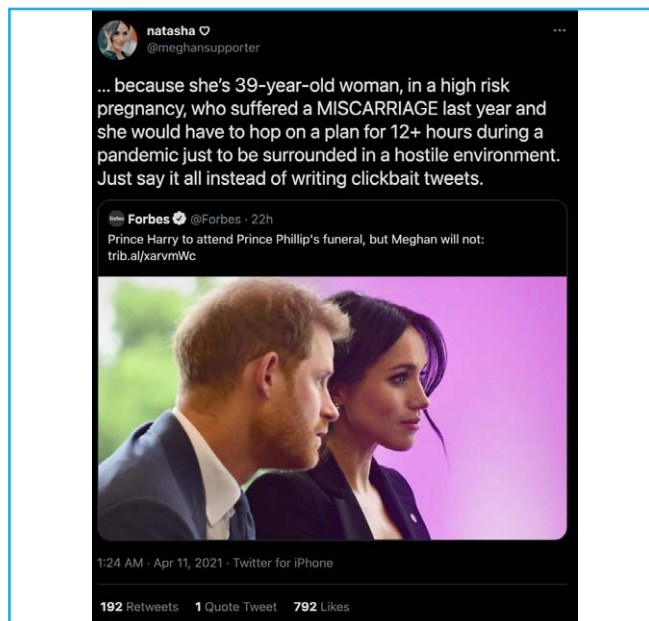 natasha ♡
@meghansupporter
... because she's 39-year-old woman, in a high risk
pregnancy, who suffered a MISCARRIAGE last year and
she would have to hop on a plan for 12+ hours during a
pandemic just to be surrounded in a hostile environment.
Just say it all instead of writing clickbait tweets.
Forbes @Forbes · 22h
Prince Harry to attend Prince Phillip's funeral, but Meghan will not:
trib.al/xarvmWc
1:24 AM · Apr 11, 2021 · Twitter for iPhone
192 Retweets 1 Quote Tweet 792 Likes